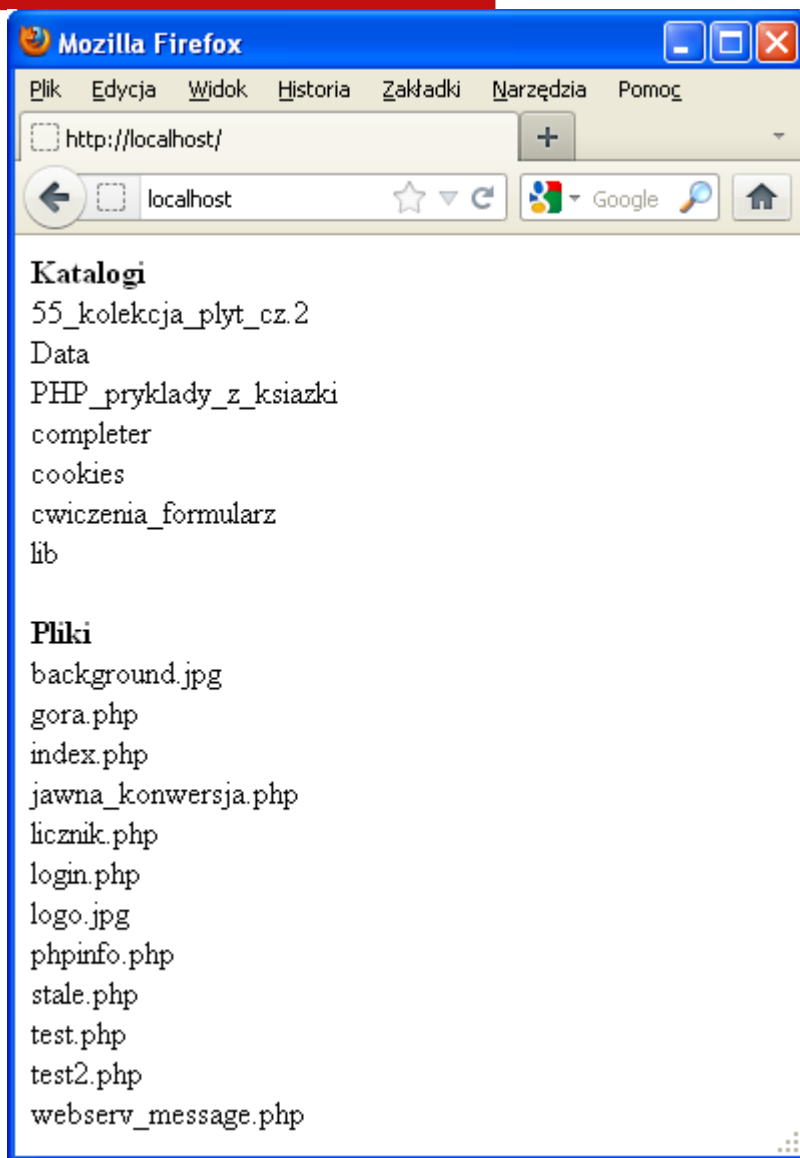 Mozilla Firefox
Plik Edycja Widok Historia Zakładki Narzędzia Pomoc
http://localhost/
localhost Google
Katalogi
55_kolekcja_plyt_cz.2
Data
PHP_pryklady_z_ksiazki
completer
cookies
cwiczenia_formularz
lib
Pliki
background.jpg
gora.php
index.php
jawna_konwersja.php
licznik.php
login.php
logo.jpg
phpinfo.php
stale.php
test.php
test2.php
webserv_message.php